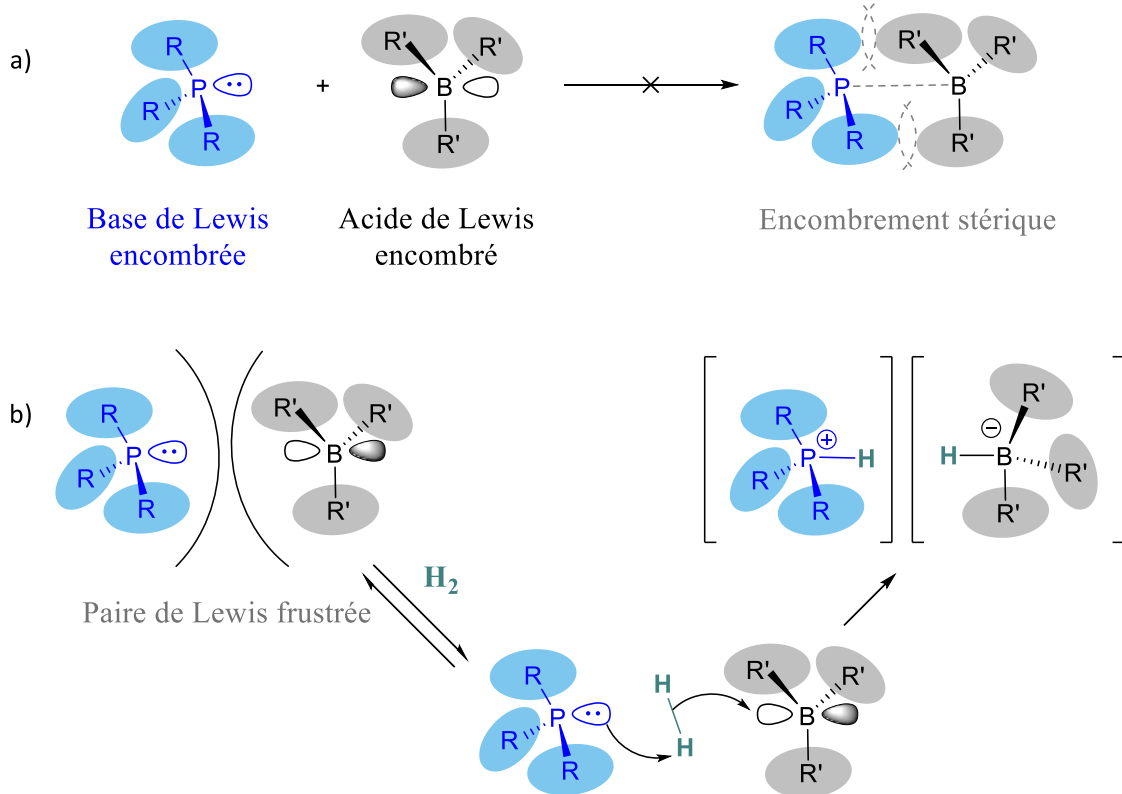 a)
R
P
R
R
+
R'
R'
B
R'
R
P
R
R
R'
R'
B
R'
Base de Lewis
encombrée
Acide de Lewis
encombré
Encombrement stérique
b)
R
P
R
R
R'
R'
B
R'
R
P
+
H
R
R
R'
−
H
B
R'
R'
H2
Paire de Lewis frustrée
R
P
R
R
H
H
R'
R'
B
R'